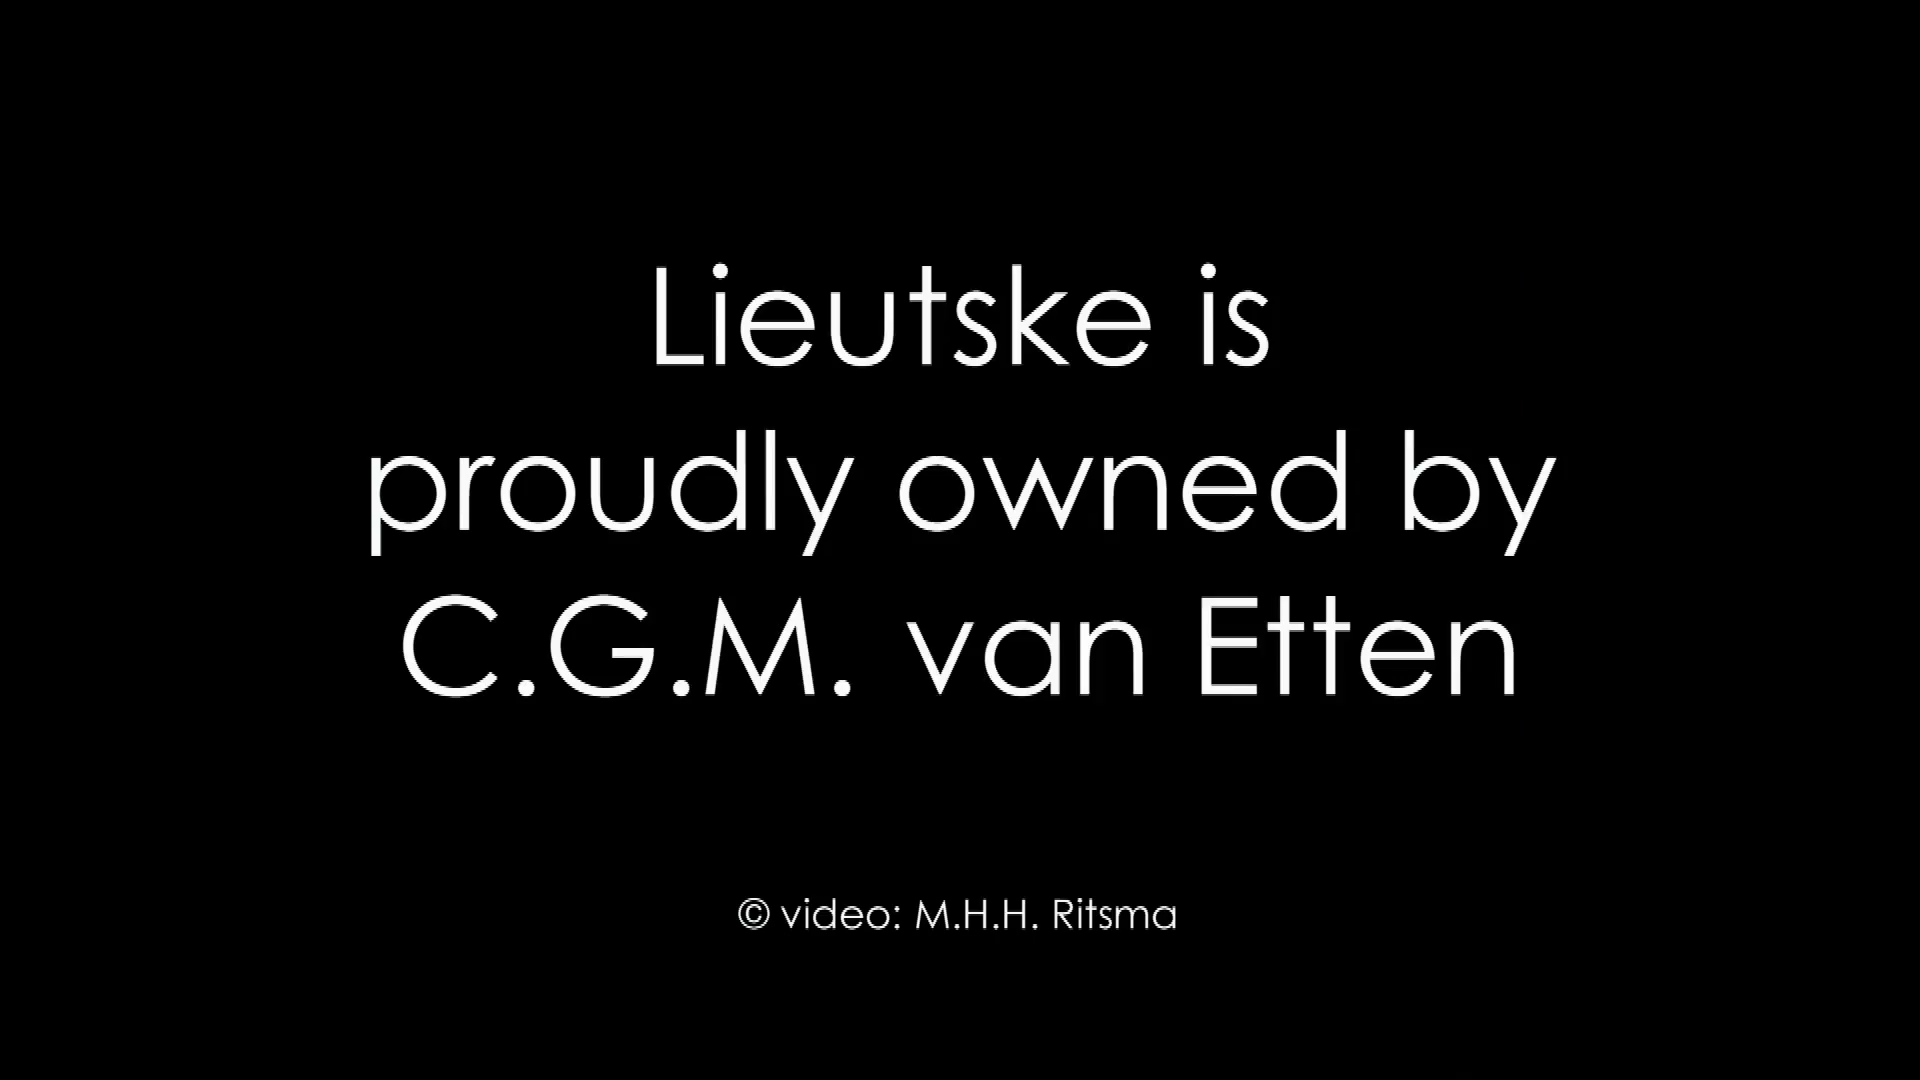 Lieutske is
proudly owned by
C.G.M. van Etten
© video: M.H.H. Ritsma